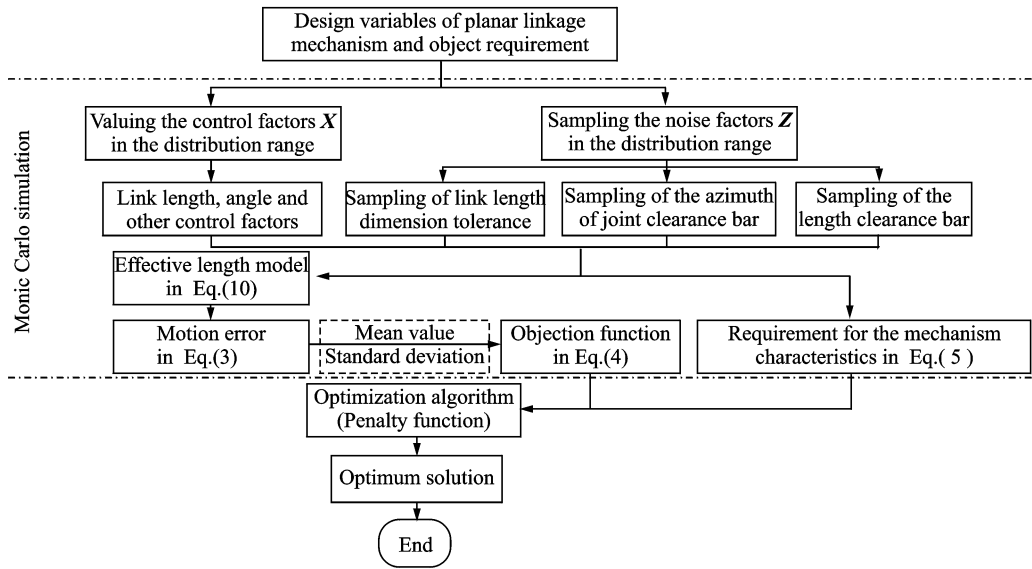 Design variables of planar linkage
mechanism and object requirement
Monic Carlo simulation
Valuing the control factors X
in the distribution range
Sampling the noise factors Z
in the distribution range
Link length, angle and
other control factors
Sampling of link length
dimension tolerance
Sampling of the azimuth
of joint clearance bar
Sampling of the
length clearance bar
Effective length model
in Eq.(10)
Motion error
in Eq.(3)
Mean value
Standard deviation
Objection function
in Eq.(4)
Requirement for the mechanism
characteristics in Eq.( 5 )
Optimization algorithm
(Penalty function)
Optimum solution
End